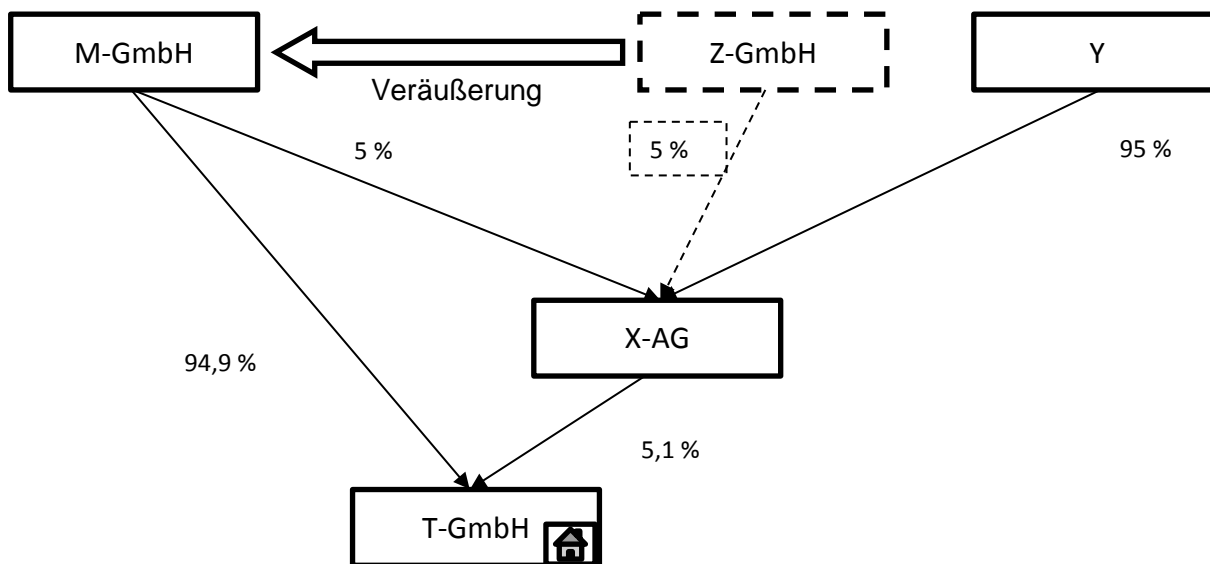 M-GmbH
Z-GmbH
Y
Veräußerung
5 %
5 %
95 %
X-AG
94,9 %
5,1 %
T-GmbH